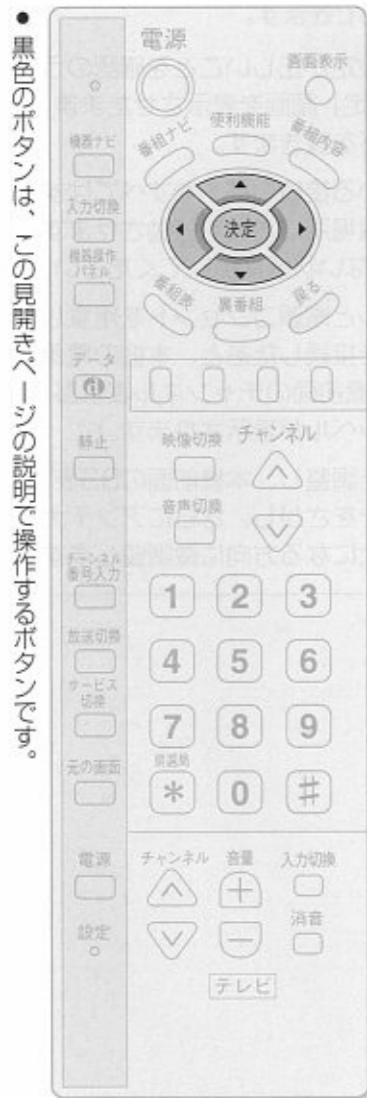 ● 黒色のボタンは、この見開きページの説明で操作するボタンです。
電源
画面表示
機器ナビ
番組ナビ
便利機能
番組内容
入力切換
決定
機器操作
パネル
番組表
裏番組
戻る
データ
d
静止
映像切換
チャンネル
音声切換
チャンネル
番号入力
1 2 3
放送切換
4 5 6
サービス
切換
7 8 9
元の画面
* 0 #
電源
チャンネル
音量
入力切換
設定
消音
テレビ